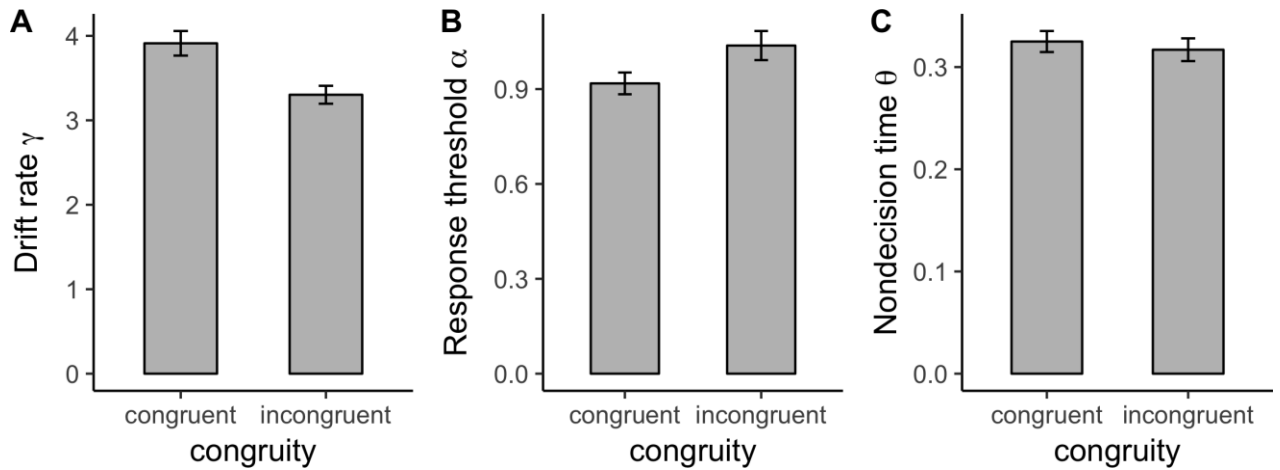 A
Drift rate γ
4
3
2
1
0
congruent incongruent
congruity
B
Response threshold α
0.9
0.6
0.3
0.0
congruent incongruent
congruity
C
Nondecision time θ
0.3
0.2
0.1
0.0
congruent incongruent
congruity